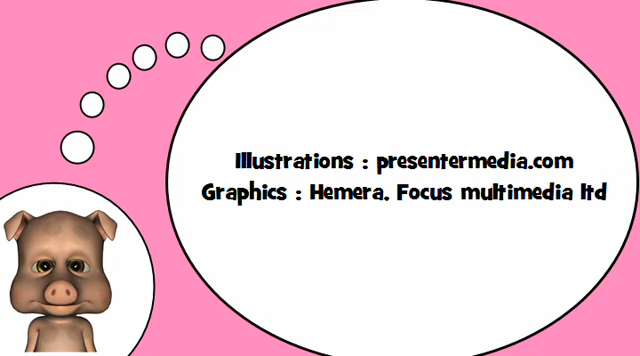 Illustrations : presentermedia.com
Graphics : Hemera. Focus multimedia ltd